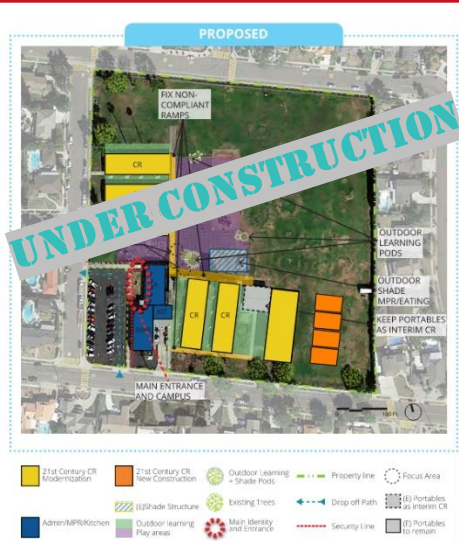 PROPOSED
FIX NON-
COMPLIANT
RAMPS
CR
UNDER CONSTRUCTION
OUTDOOR
LEARNING
PODS
OUTDOOR
SHADE
MPR/EATING
KEEP PORTABLES
AS INTERIM CR
CR
CR
MAIN ENTRANCE
AND CAMPUS
21st Century CR
Modernization
21st Century CR
New Construction
Outdoor Learning
+ Shade Pods
Property line
Focus Area
(E)Shade Structure
Existing Trees
Drop off Path
(E) Portables
as Interim CR
Admin/MPR/Kitchen
Outdoor learning
Play areas
Main Identity
and Entrance
Security Line
Portables
to remain